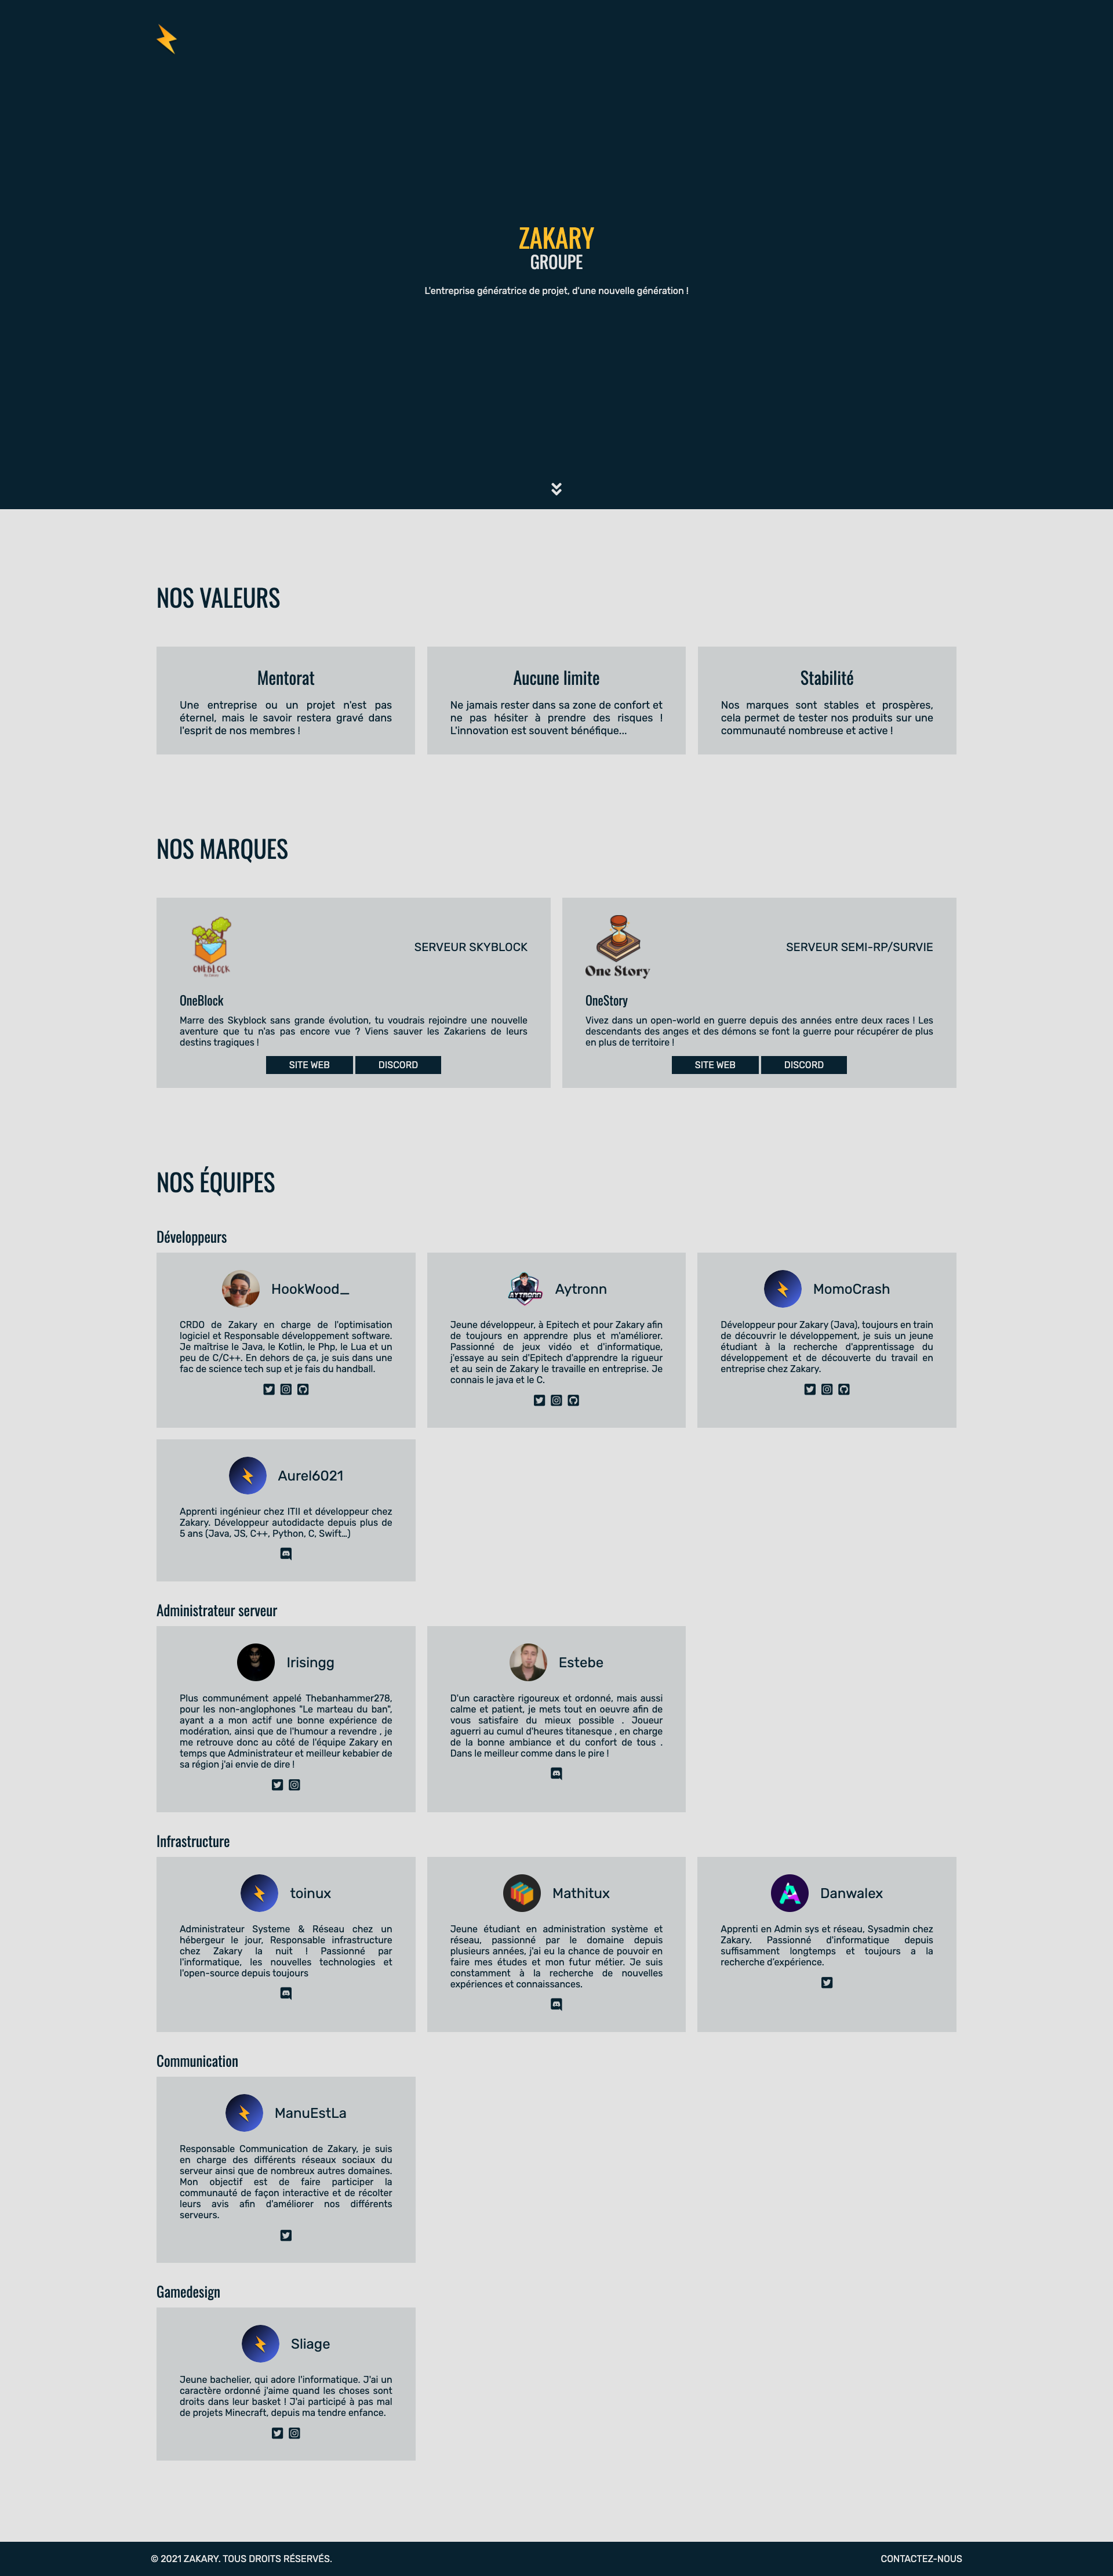 ZAKARY
GROUPE
L'entreprise génératrice de projet, d'une nouvelle génération !
NOS VALEURS
Mentorat
Une entreprise ou un projet n'est pas
éternel, mais le savoir restera gravé dans
l'esprit de nos membres !
Aucune limite
Ne jamais rester dans sa zone de confort et
ne pas hésiter à prendre des risques !
L'innovation est souvent bénéfique...
Stabilité
Nos marques sont stables et prospères,
cela permet de tester nos produits sur une
communauté nombreuse et active !
NOS MARQUES
ONEBLOCK
SERVEUR SKYBLOCK
OneBlock
Marre des Skyblock sans grande évolution, tu voudrais rejoindre une nouvelle
aventure que tu n'as pas encore vue ? Viens sauver les Zakariens de leurs
destins tragiques !
SITE WEB
DISCORD
One Story
SERVEUR SEMI-RP/SURVIE
OneStory
Vivez dans un open-world en guerre depuis des années entre deux races ! Les
descendants des anges et des démons se font la guerre pour récupérer de plus
en plus de territoire !
SITE WEB
DISCORD
NOS ÉQUIPES
Développeurs
HookWood_
CRDO de Zakary en charge de l'optimisation
logiciel et Responsable développement software.
Je maîtrise le Java, le Kotlin, le Php, le Lua et un
peu de C/C++. En dehors de ça, je suis dans une
fac de science tech sup et je fais du handball.
AYTRONN
Aytronn
Jeune développeur, à Epitech et pour Zakary afin
de toujours en apprendre plus et m'améliorer.
Passionné de jeux vidéo et d'informatique,
j'essaye au sein d'Epitech d'apprendre la rigueur
et au sein de Zakary le travaille en entreprise. Je
connais le java et le C.
MomoCrash
Développeur pour Zakary (Java), toujours en train
de découvrir le développement, je suis un jeune
étudiant à la recherche d'apprentissage du
développement et de découverte du travail en
entreprise chez Zakary.
Aurel6021
Apprenti ingénieur chez ITII et développeur chez
Zakary. Développeur autodidacte depuis plus de
5 ans (Java, JS, C++, Python, C, Swift...)
Administrateur serveur
Irisingg
Plus communément appelé Thebanhammer278,
pour les non-anglophones "Le marteau du ban",
ayant a a mon actif une bonne expérience de
modération, ainsi que de l'humour a revendre , je
me retrouve donc au côté de l'équipe Zakary en
temps que Administrateur et meilleur kebabier de
sa région j'ai envie de dire !
Estebe
D'un caractère rigoureux et ordonné, mais aussi
calme et patient, je mets tout en oeuvre afin de
vous satisfaire du mieux possible . Joueur
aguerri au cumul d'heures titanesque , en charge
de la bonne ambiance et du confort de tous .
Dans le meilleur comme dans le pire !
Infrastructure
toinux
Administrateur Systeme & Réseau chez un
hébergeur le jour, Responsable infrastructure
chez Zakary la nuit ! Passionné par
l'informatique, les nouvelles technologies et
l'open-source depuis toujours
Mathitux
Jeune étudiant en administration système et
réseau, passionné par le domaine depuis
plusieurs années, j'ai eu la chance de pouvoir en
faire mes études et mon futur métier. Je suis
constamment à la recherche de nouvelles
expériences et connaissances.
Danwalex
Apprenti en Admin sys et réseau, Sysadmin chez
Zakary. Passionné d'informatique depuis
suffisamment longtemps et toujours a la
recherche d'expérience.
Communication
ManuEstLa
Responsable Communication de Zakary, je suis
en charge des différents réseaux sociaux du
serveur ainsi que de nombreux autres domaines.
Mon objectif est de faire participer la
communauté de façon interactive et de récolter
leurs avis afin d'améliorer nos différents
serveurs.
Gamedesign
Sliage
Jeune bachelier, qui adore l'informatique. J'ai un
caractère ordonné j'aime quand les choses sont
droits dans leur basket ! J'ai participé à pas mal
de projets Minecraft, depuis ma tendre enfance.
© 2021 ZAKARY. TOUS DROITS RÉSERVÉS.
CONTACTEZ-NOUS